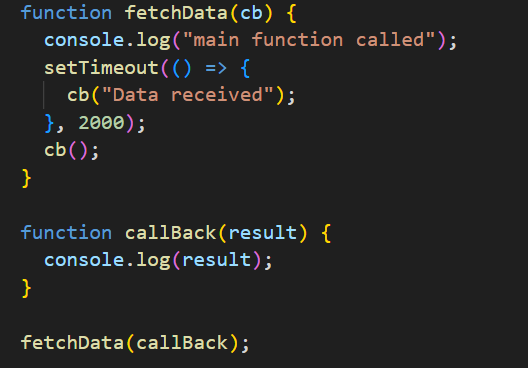 function fetchData(cb) {
  console.log("main function called");
  setTimeout(() => {
    cb("Data received");
  }, 2000);
  cb();
}

function callBack(result) {
  console.log(result);
}

fetchData(callBack);